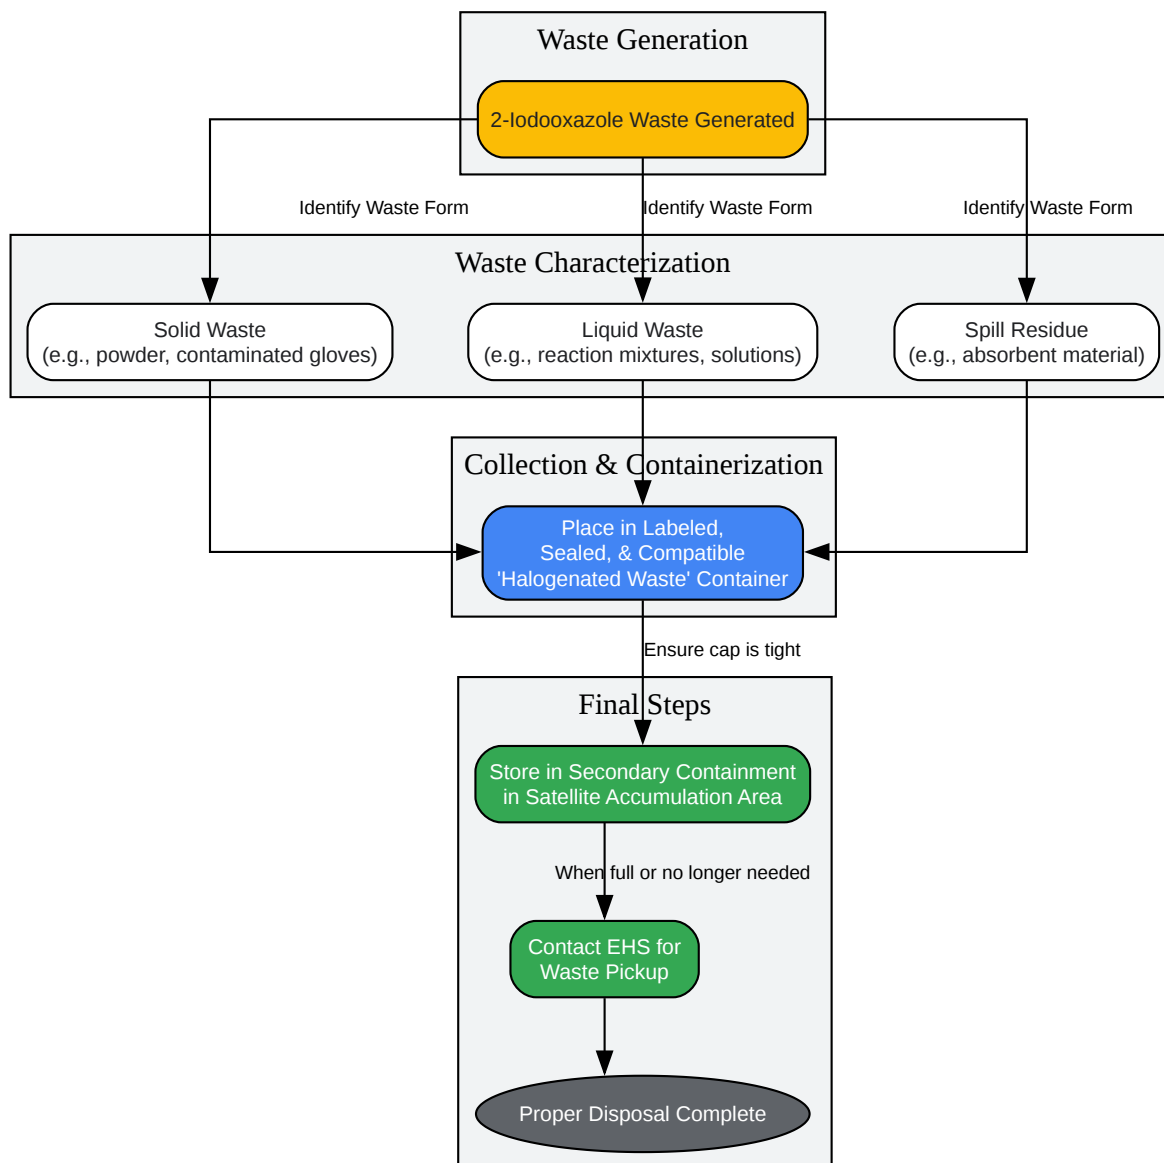 Waste Generation
2-Iodooxazole Waste Generated
Identify Waste Form
Identify Waste Form
Identify Waste Form
Waste Characterization
Solid Waste
(e.g., powder, contaminated gloves)
Liquid Waste
(e.g., reaction mixtures, solutions)
Spill Residue
(e.g., absorbent material)
Collection & Containerization
Place in Labeled,
Sealed, & Compatible
'Halogenated Waste' Container
Ensure cap is tight
Final Steps
Store in Secondary Containment
in Satellite Accumulation Area
When full or no longer needed
Contact EHS for
Waste Pickup
Proper Disposal Complete